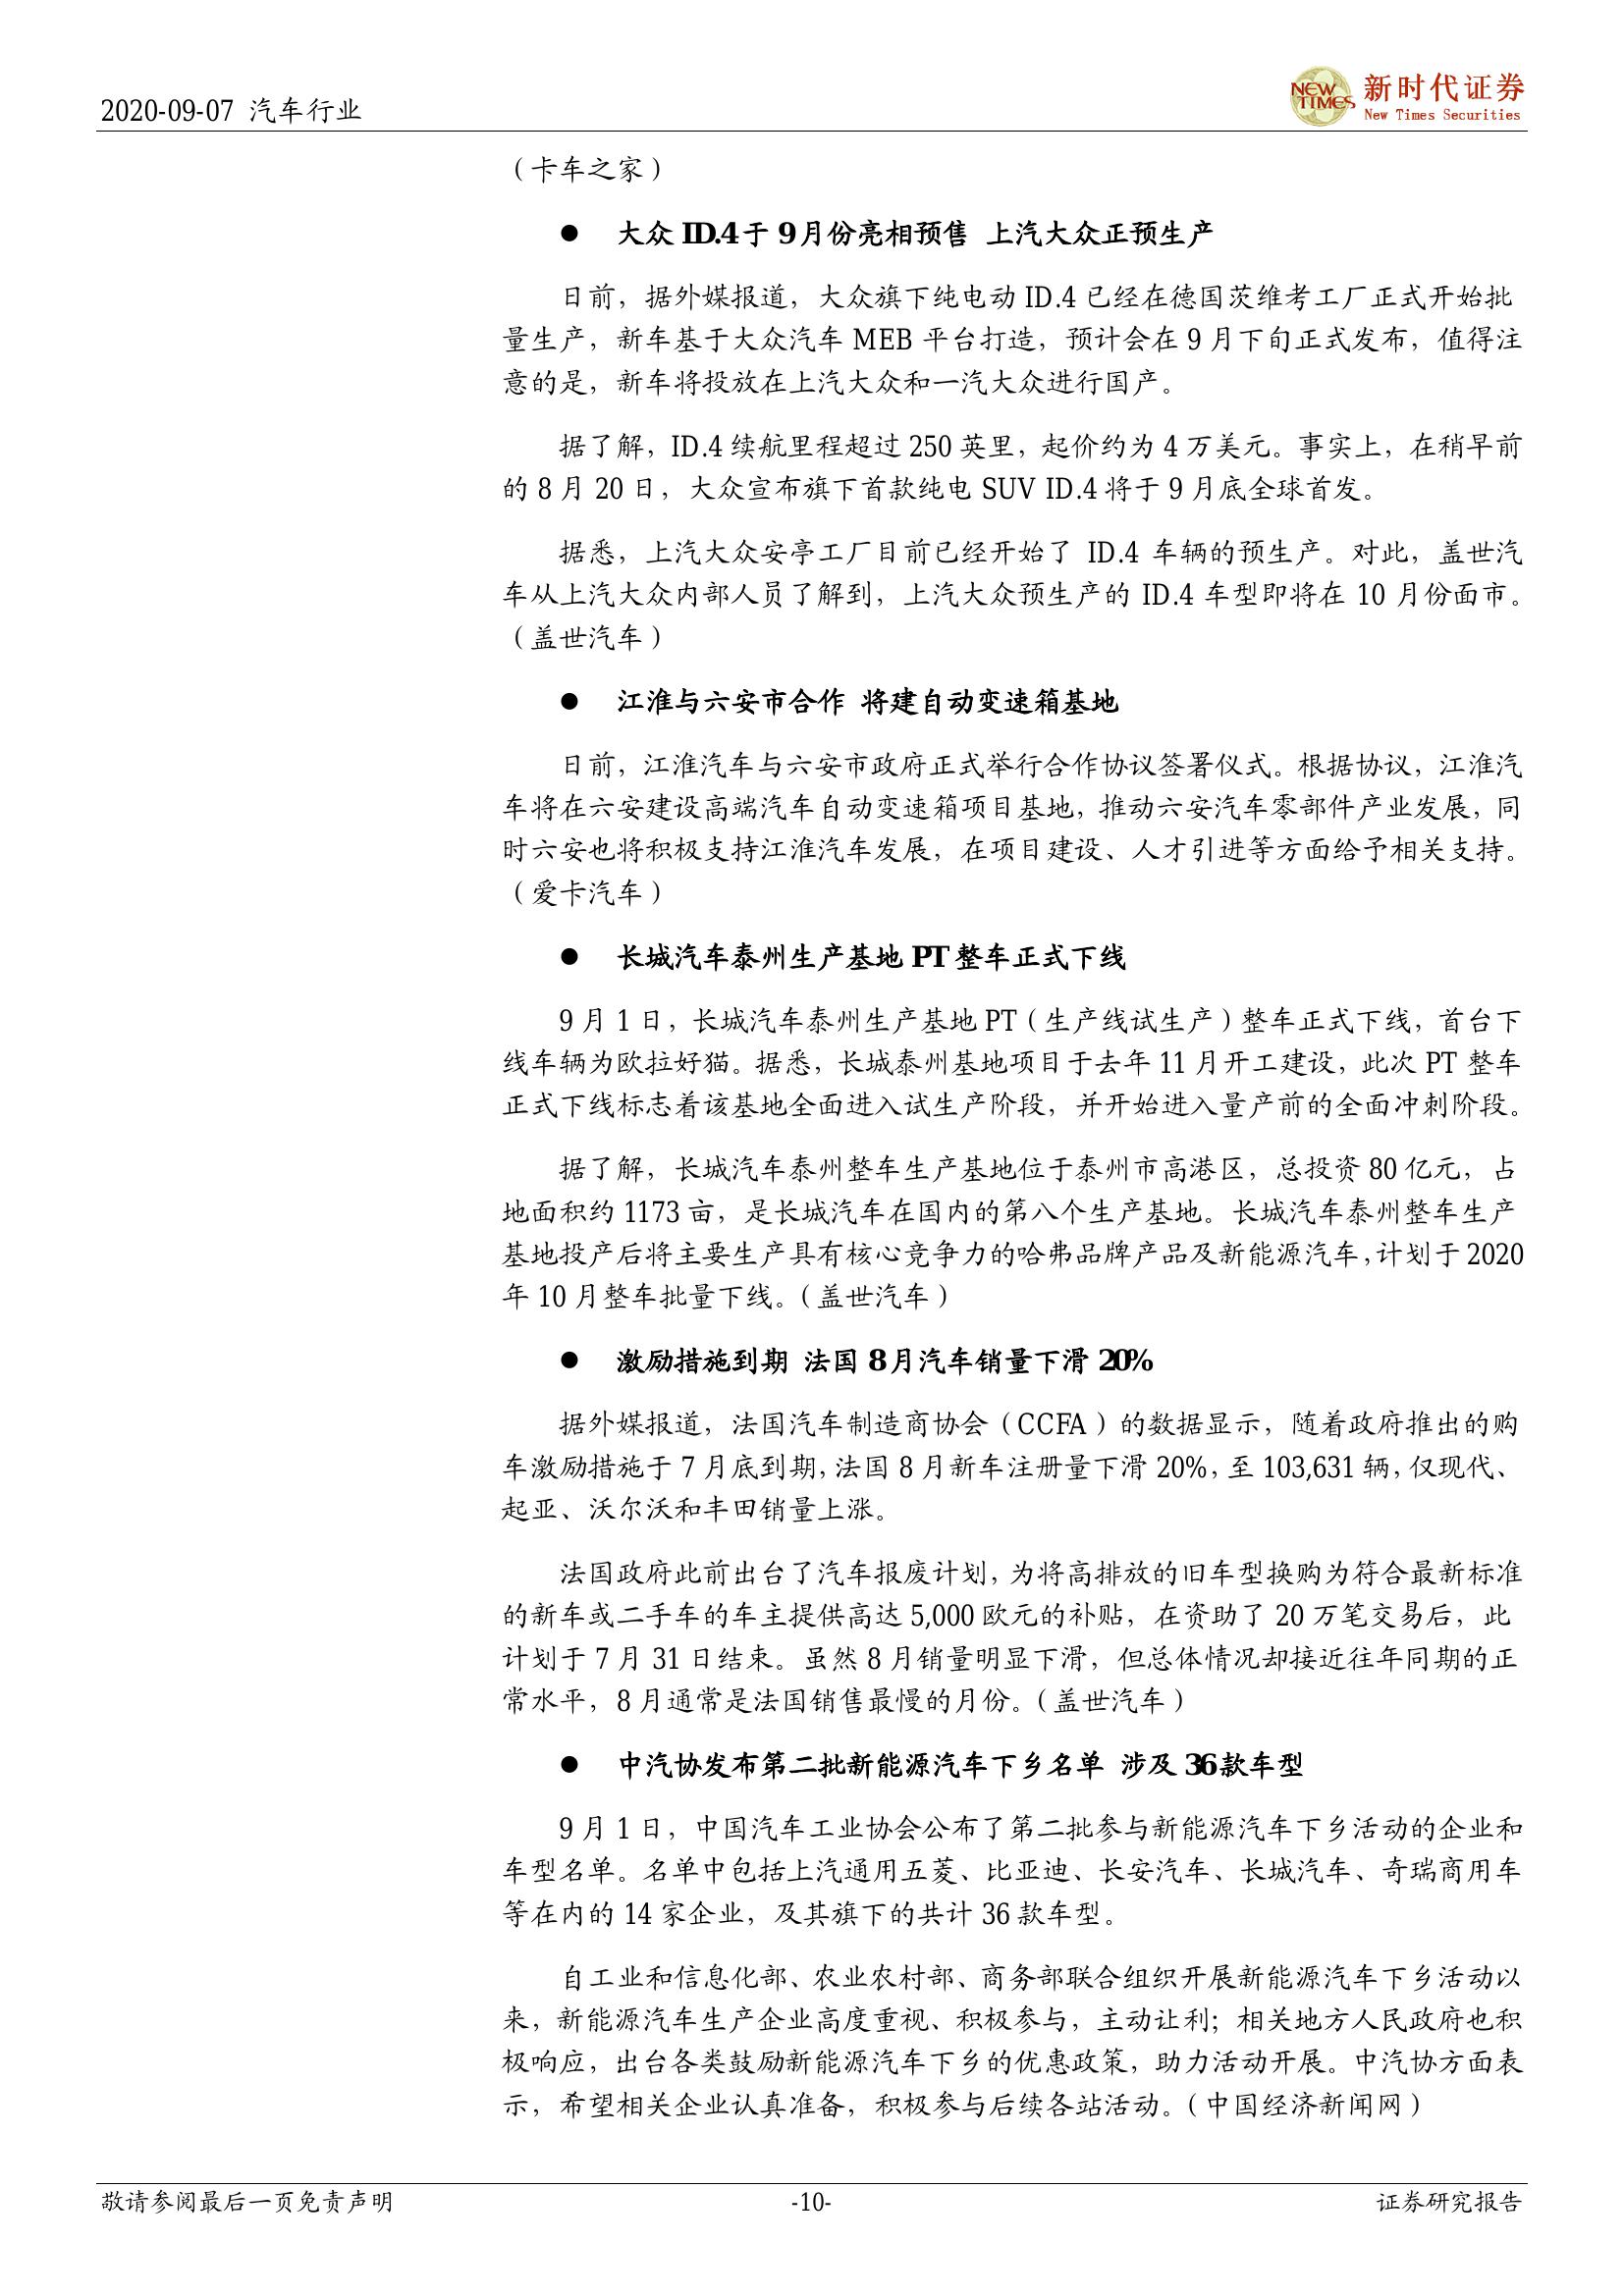 2020-09-07 汽车行业
NEW TIMES
新时代证券
New Times Securities
（卡车之家）
● 大众 ID.4 于 9 月份亮相预售 上汽大众正预生产
日前，据外媒报道，大众旗下纯电动 ID.4 已经在德国茨维考工厂正式开始批
量生产，新车基于大众汽车 MEB 平台打造，预计会在 9 月下旬正式发布，值得注
意的是，新车将投放在上汽大众和一汽大众进行国产。
据了解，ID.4 续航里程超过 250 英里，起价约为 4 万美元。事实上，在稍早前
的 8 月 20 日，大众宣布旗下首款纯电 SUV ID.4 将于 9 月底全球首发。
据悉，上汽大众安亭工厂目前已经开始了 ID.4 车辆的预生产。对此，盖世汽
车从上汽大众内部人员了解到，上汽大众预生产的 ID.4 车型即将在 10 月份面市。
（盖世汽车）
● 江淮与六安市合作 将建自动变速箱基地
日前，江淮汽车与六安市政府正式举行合作协议签署仪式。根据协议，江淮汽
车将在六安建设高端汽车自动变速箱项目基地，推动六安汽车零部件产业发展，同
时六安也将积极支持江淮汽车发展，在项目建设、人才引进等方面给予相关支持。
（爱卡汽车）
● 长城汽车泰州生产基地 PT 整车正式下线
9 月 1 日，长城汽车泰州生产基地 PT（生产线试生产）整车正式下线，首台下
线车辆为欧拉好猫。据悉，长城泰州基地项目于去年 11 月开工建设，此次 PT 整车
正式下线标志着该基地全面进入试生产阶段，并开始进入量产前的全面冲刺阶段。
据了解，长城汽车泰州整车生产基地位于泰州市高港区，总投资 80 亿元，占
地面积约 1173 亩，是长城汽车在国内的第八个生产基地。长城汽车泰州整车生产
基地投产后将主要生产具有核心竞争力的哈弗品牌产品及新能源汽车，计划于 2020
年 10 月整车批量下线。（盖世汽车）
● 激励措施到期 法国 8 月汽车销量下滑 20%
据外媒报道，法国汽车制造商协会（CCFA）的数据显示，随着政府推出的购
车激励措施于 7 月底到期，法国 8 月新车注册量下滑 20%，至 103,631 辆，仅现代、
起亚、沃尔沃和丰田销量上涨。
法国政府此前出台了汽车报废计划，为将高排放的旧车型换购为符合最新标准
的新车或二手车的车主提供高达 5,000 欧元的补贴，在资助了 20 万笔交易后，此
计划于 7 月 31 日结束。虽然 8 月销量明显下滑，但总体情况却接近往年同期的正
常水平，8 月通常是法国销售最慢的月份。（盖世汽车）
● 中汽协发布第二批新能源汽车下乡名单 涉及 36 款车型
9 月 1 日，中国汽车工业协会公布了第二批参与新能源汽车下乡活动的企业和
车型名单。名单中包括上汽通用五菱、比亚迪、长安汽车、长城汽车、奇瑞商用车
等在内的 14 家企业，及其旗下的共计 36 款车型。
自工业和信息化部、农业农村部、商务部联合组织开展新能源汽车下乡活动以
来，新能源汽车生产企业高度重视、积极参与，主动让利；相关地方人民政府也积
极响应，出台各类鼓励新能源汽车下乡的优惠政策，助力活动开展。中汽协方面表
示，希望相关企业认真准备，积极参与后续各站活动。（中国经济新闻网）
敬请参阅最后一页免责声明
-10-
证券研究报告